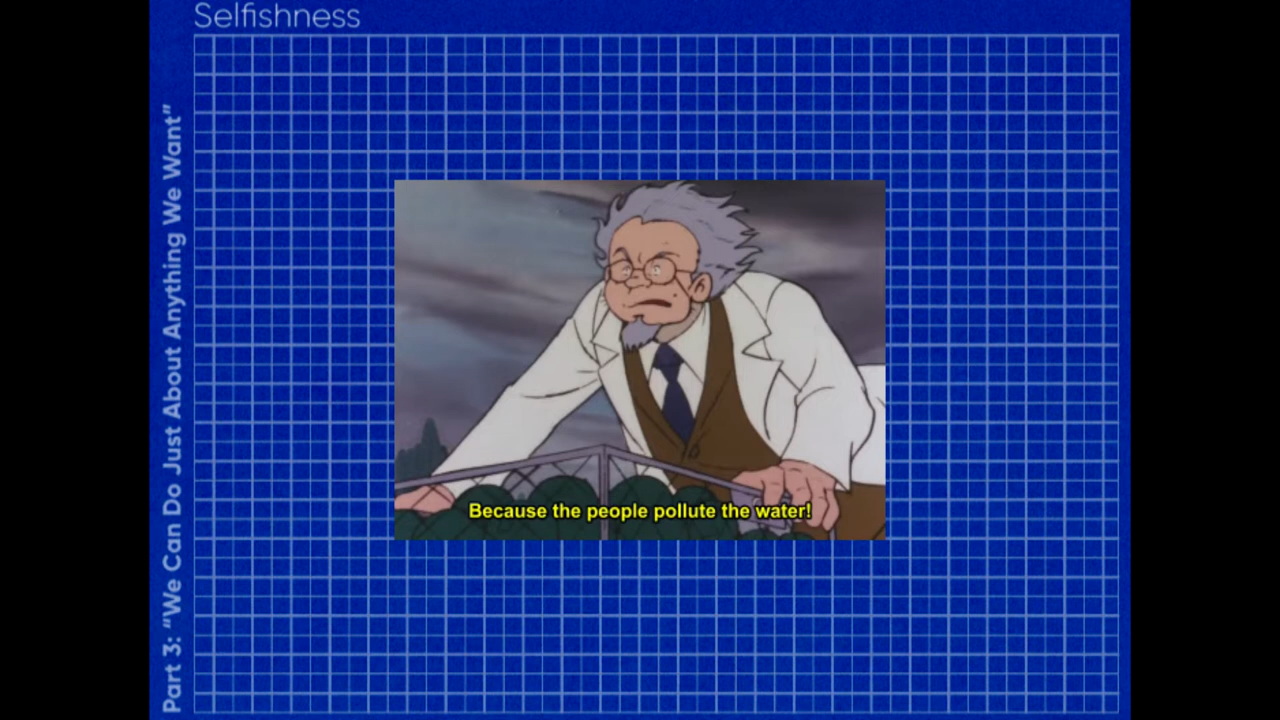 Selfishness
Part 3: "We Can Do Just About Anything We Want"
Because the people pollute the water!